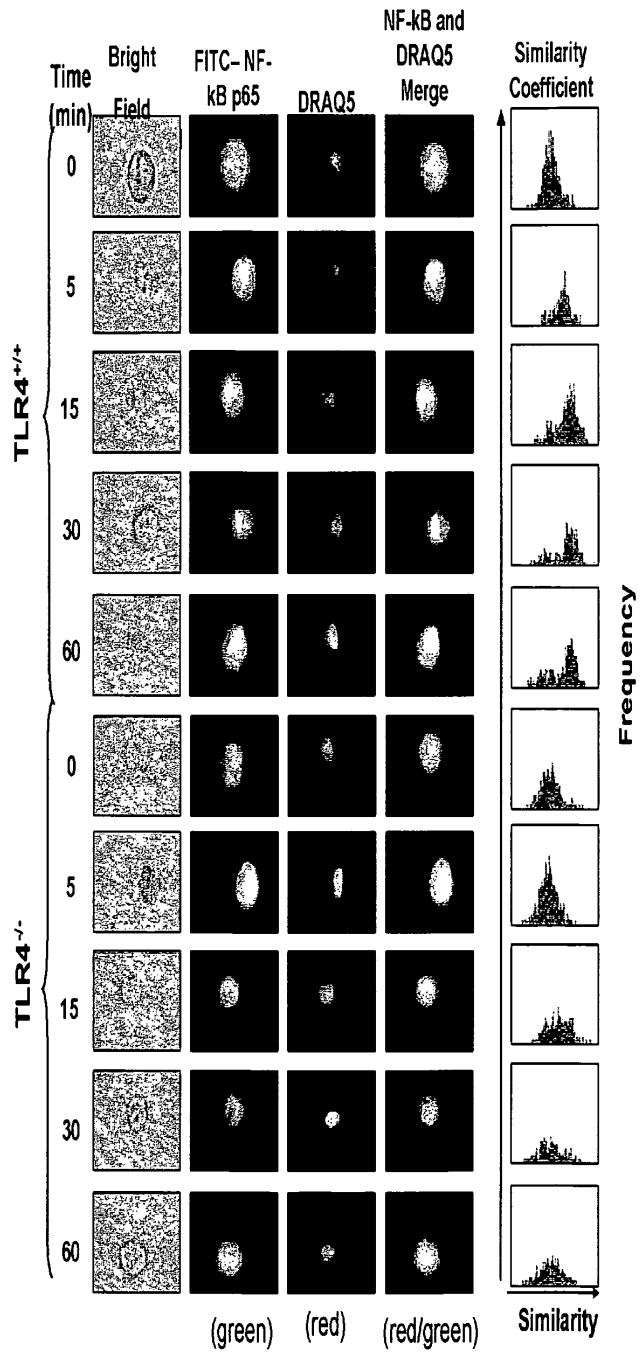 Time
(min)
Bright
Field
FITC– NF-
kB p65
DRAQ5
NF-kB and
DRAQ5
Merge
Similarity
Coefficient
TLR4+/+
0
5
15
30
60
TLR4-/-
0
5
15
30
60
Frequency
(green)
(red)
(red/green)
Similarity